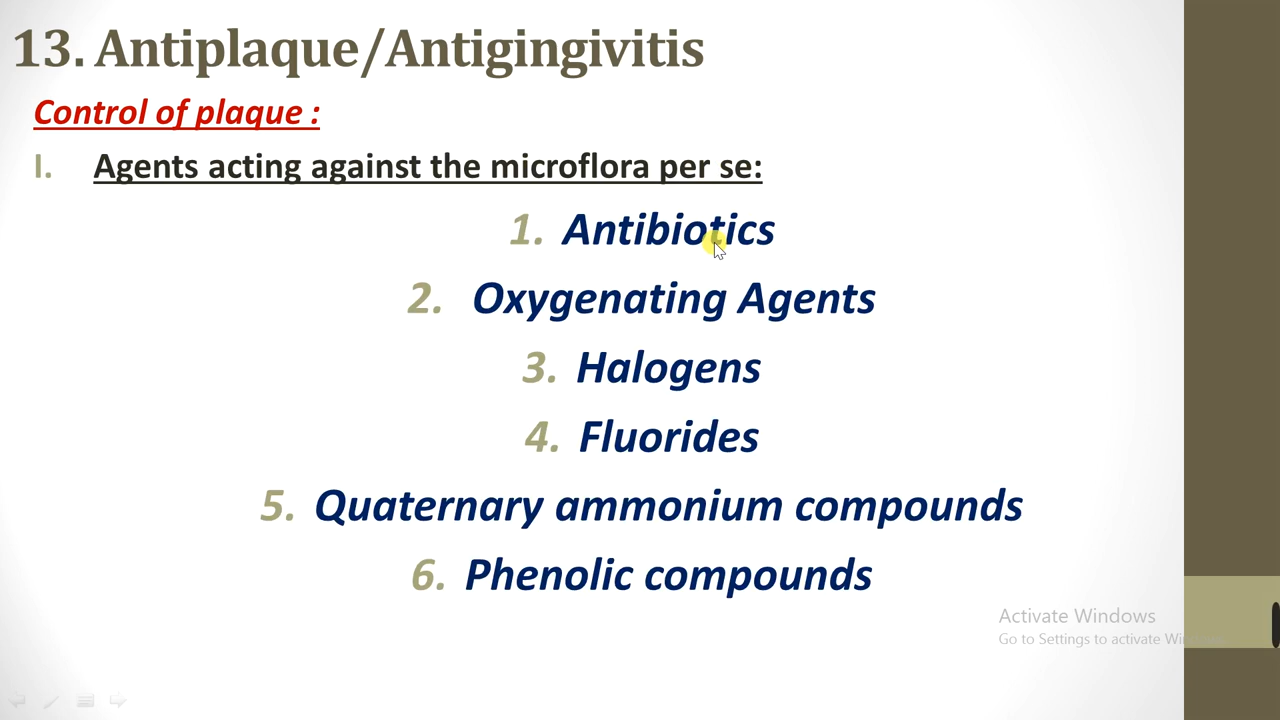 13. Antiplaque/Antigingivitis
Control of plaque :
I. Agents acting against the microflora per se:
1. Antibiotics
2. Oxygenating Agents
3. Halogens
4. Fluorides
5. Quaternary ammonium compounds
6. Phenolic compounds
Activate Windows
Go to Settings to activate Windows.